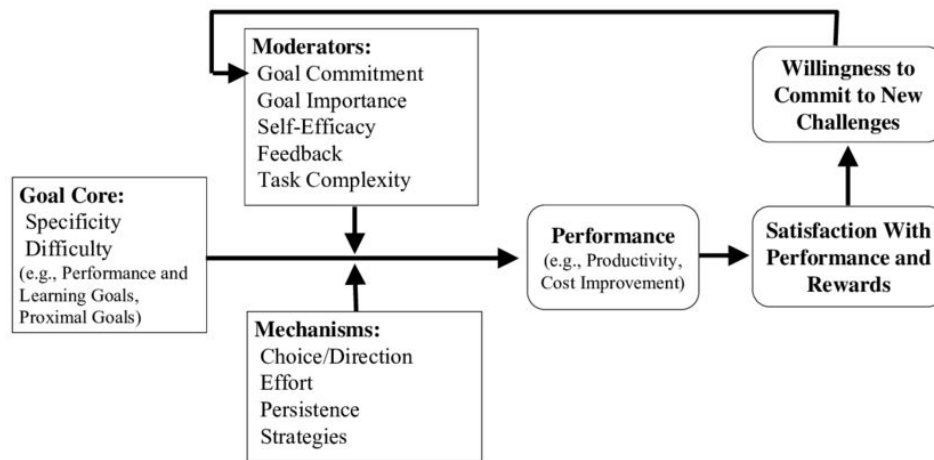 Moderators:
Goal Commitment
Goal Importance
Self-Efficacy
Feedback
Task Complexity
Willingness to
Commit to New
Challenges
Goal Core:
Specificity
Difficulty
(e.g., Performance and
Learning Goals,
Proximal Goals)
Performance
(e.g., Productivity,
Cost Improvement)
Satisfaction With
Performance and
Rewards
Mechanisms:
Choice/Direction
Effort
Persistence
Strategies